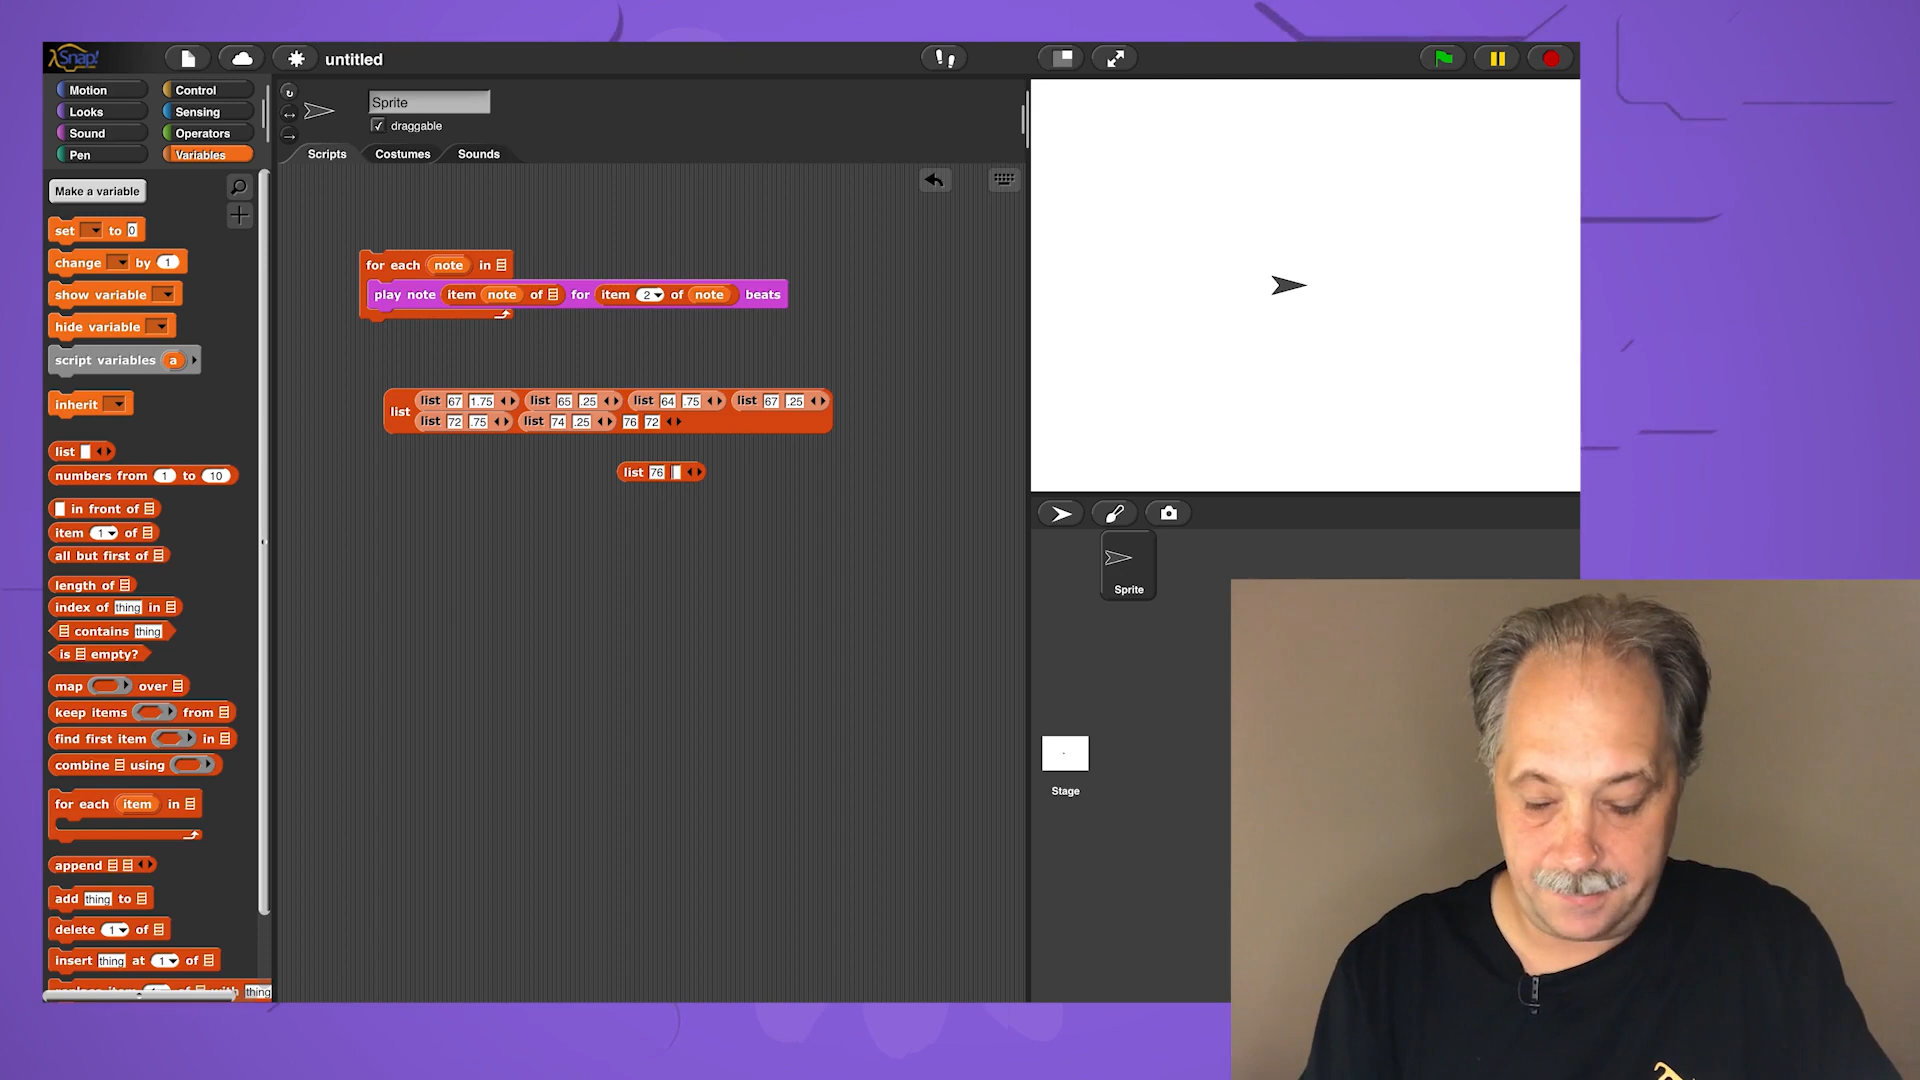 Snap!
untitled
Motion Control
Looks Sensing
Sound Operators
Pen Variables
Sprite
draggable
Scripts Costumes Sounds
Make a variable
set to 0
change by 1
show variable
hide variable
script variables a
inherit
list
numbers from 1 to 10
in front of
item 1 of
all but first of
length of
index of thing in
contains thing
is empty?
map over
keep items from
find first item in
combine using
for each item in
append
add thing to
delete 1 of
insert thing at 1 of
thing
for each note in
play note item note of for item 2 of note beats
list list 67 1.75 list 65 .25 list 64 .75 list 67 .25
list 72 .75 list 74 .25 76 72
list 76
Sprite
Stage